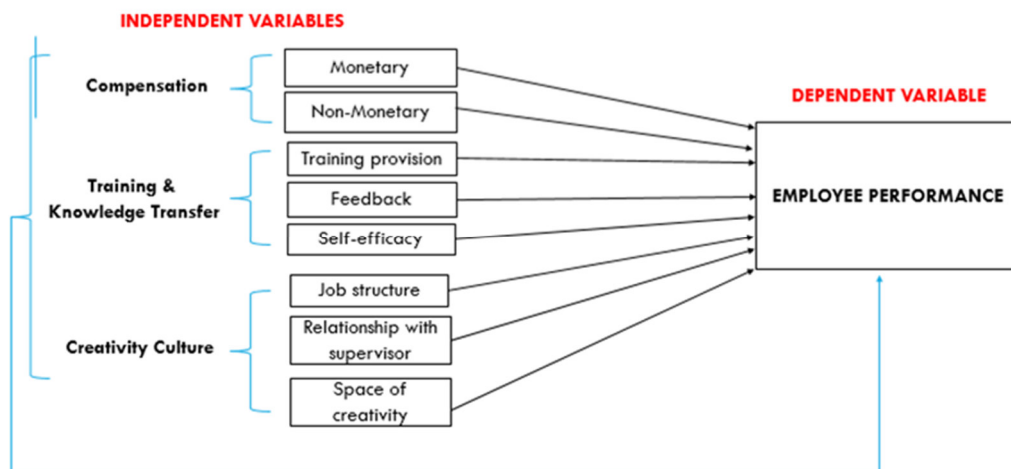 INDEPENDENT VARIABLES
Compensation
Monetary
Non-Monetary
Training &
Knowledge Transfer
Training provision
Feedback
Self-efficacy
Creativity Culture
Job structure
Relationship with
supervisor
Space of
creativity
DEPENDENT VARIABLE
EMPLOYEE PERFORMANCE